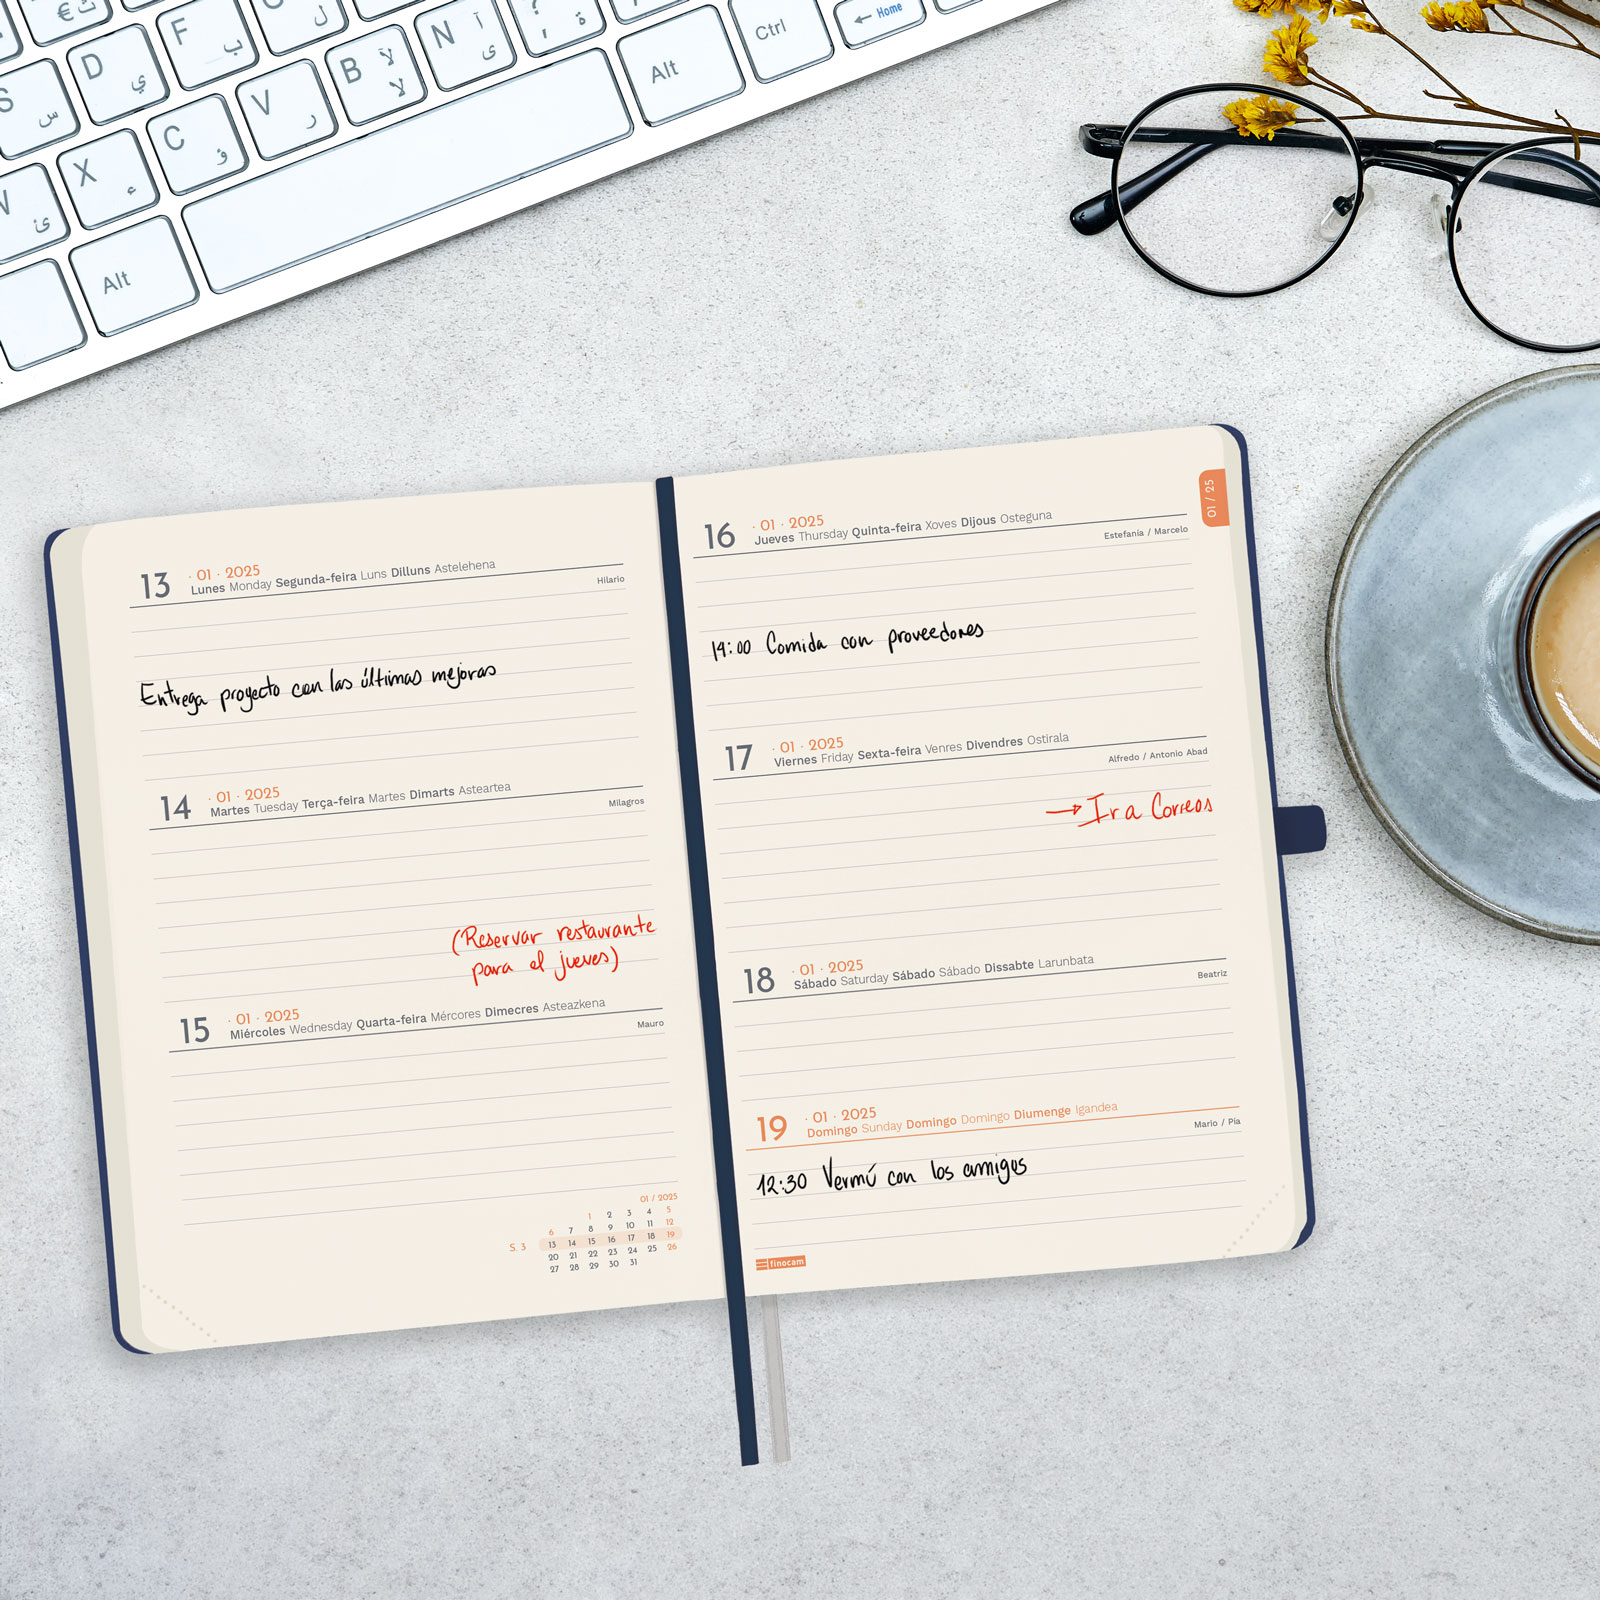 € ث
ل
D ي
F ب
N آ
ى
؟
ة
Ctrl
← Home
S س
C ؤ
V ر
B لآ
لا
Alt
X ء
ئ
Alt
13 · 01 · 2025
Lunes Monday Segunda-feira Luns Dilluns Astelehena
Hilario
Entrega proyecto con las últimas mejoras
14 · 01 · 2025
Martes Tuesday Terça-feira Martes Dimarts Asteartea
Milagros
(Reservar restaurante
para el jueves)
15 · 01 · 2025
Miércoles Wednesday Quarta-feira Mércores Dimecres Asteazkena
Mauro
01 / 2025
1 2 3 4 5
6 7 8 9 10 11 12
S. 3 13 14 15 16 17 18 19
20 21 22 23 24 25 26
27 28 29 30 31
01 / 25
16 · 01 · 2025
Jueves Thursday Quinta-feira Xoves Dijous Osteguna
Estefania / Marcelo
14:00 Comida con proveedores
17 · 01 · 2025
Viernes Friday Sexta-feira Venres Divendres Ostirala
Alfredo / Antonio Abad
→ Ir a Correos
18 · 01 · 2025
Sábado Saturday Sábado Sábado Dissabte Larunbata
Beatriz
19 · 01 · 2025
Domingo Sunday Domingo Domingo Diumenge Igandea
Mario / Pia
12:30 Vermú con los amigos
finocam